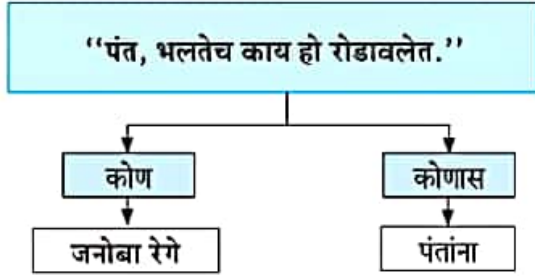 “पंत, भलतेच काय हो रोडावलेत.”
कोण
कोणास
जनोबा रेगे
पंतांना